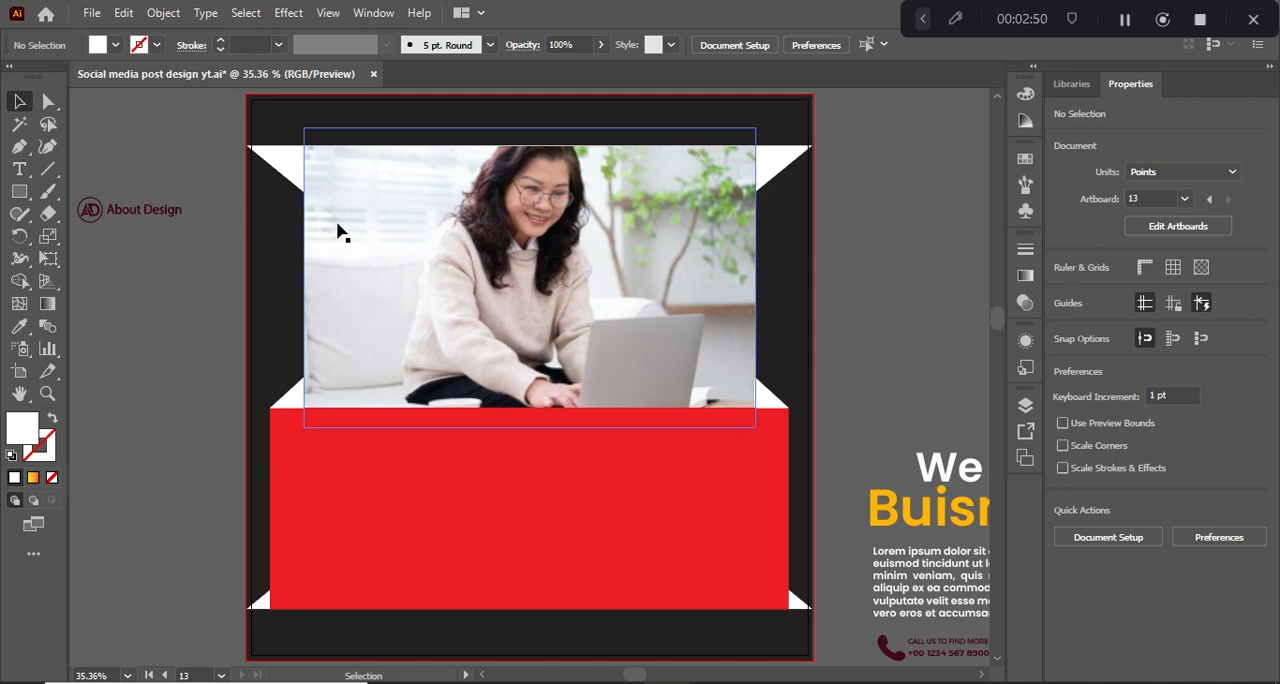 Ai File Edit Object Type Select Effect View Window Help
00:02:50
No Selection Stroke: 5 pt. Round Opacity: 100% Style: Document Setup Preferences
Social media post design yt.ai* @ 35.36 % (RGB/Preview) ×
Libraries Properties
No Selection
Document
Units: Points
Artboard: 13
Edit Artboards
Ruler & Grids
Guides
Snap Options
Preferences
Keyboard Increment: 1 pt
Use Preview Bounds
Scale Corners
Scale Strokes & Effects
Quick Actions
Document Setup Preferences
AD About Design
We
Buisn
Lorem ipsum dolor sit
euismod tincidunt ut l
minim veniam, quis
aliquip ex ea commod
vulputate velit esse m
vero eros et accumsa
CALL US TO FIND MORE
+00 1234 567 8900
35.36% 13 Selection